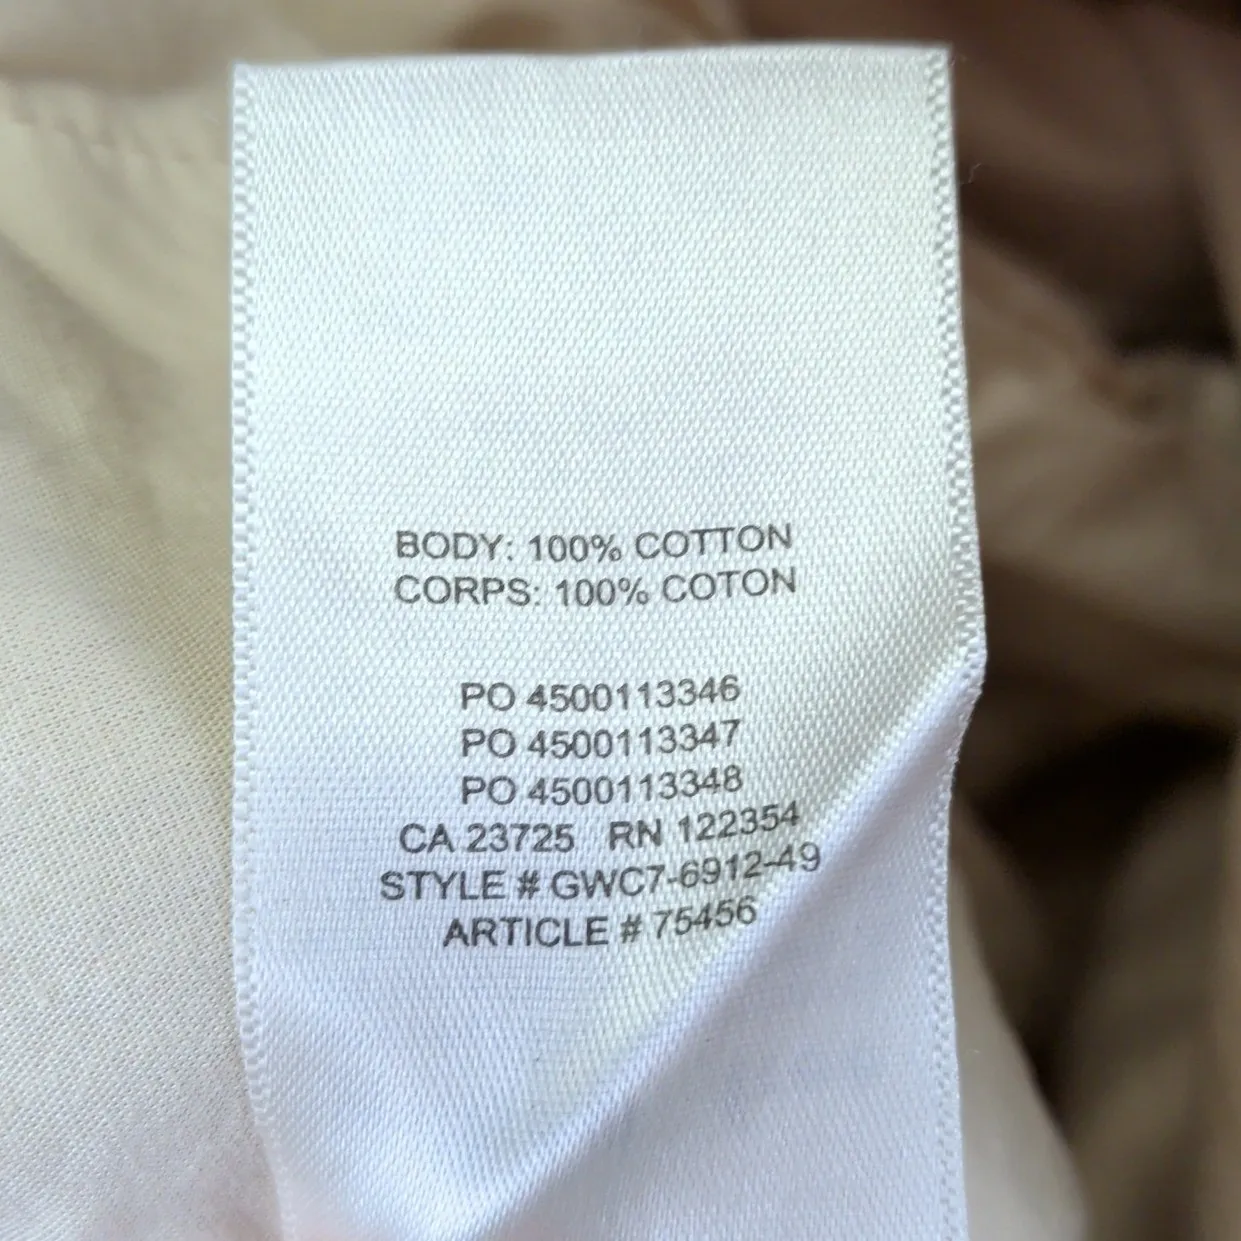 BODY: 100% COTTON
CORPS: 100% COTON
PO 4500113346
PO 4500113347
PO 4500113348
CA 23725 RN 122354
STYLE # GWC7-6912-49
ARTICLE # 75456